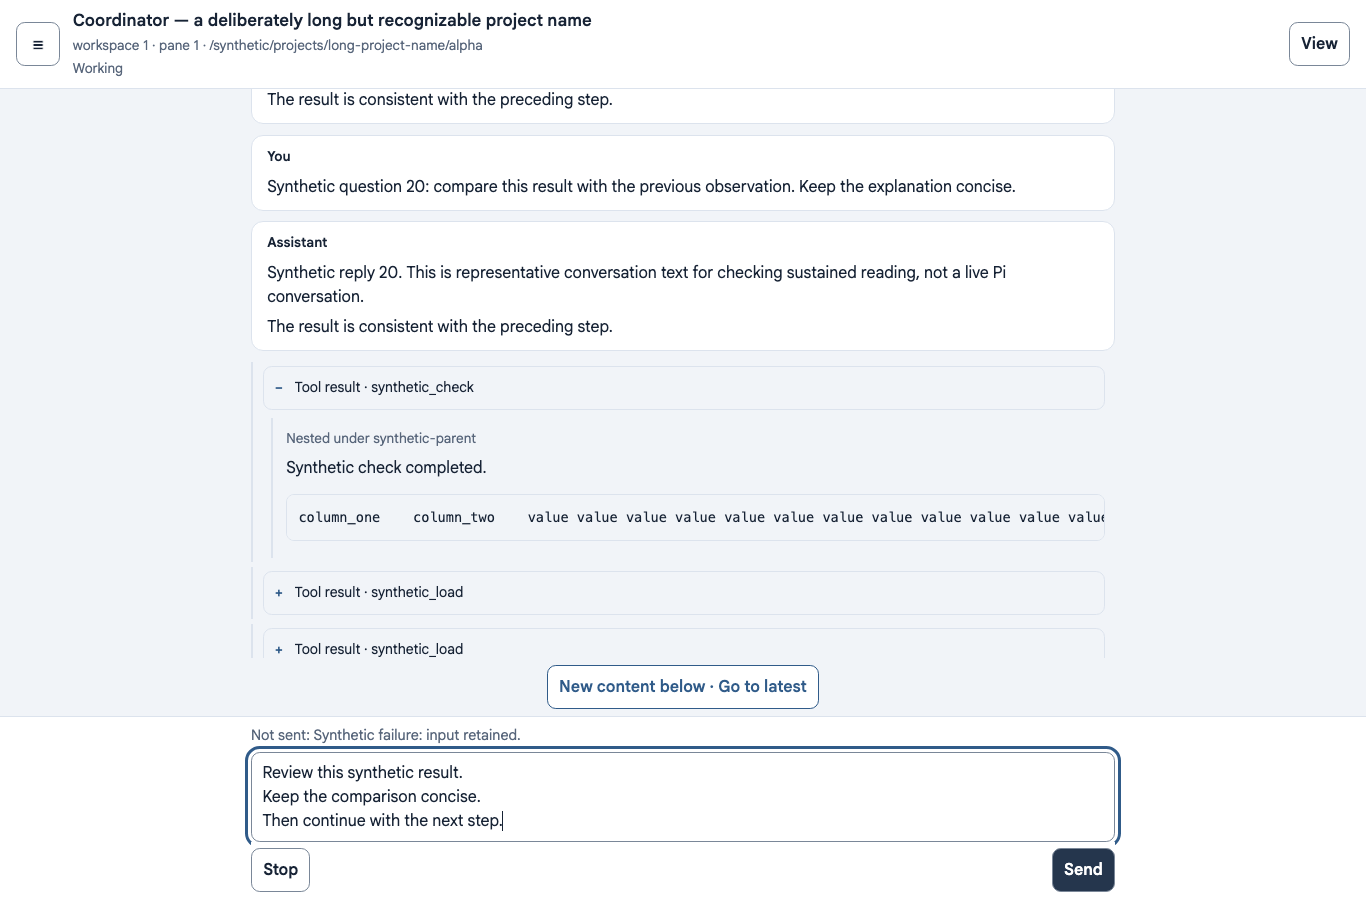 ☰
Coordinator — a deliberately long but recognizable project name
workspace 1 · pane 1 · /synthetic/projects/long-project-name/alpha
Working
View
The result is consistent with the preceding step.
You
Synthetic question 20: compare this result with the previous observation. Keep the explanation concise.
Assistant
Synthetic reply 20. This is representative conversation text for checking sustained reading, not a live Pi
conversation.
The result is consistent with the preceding step.
− Tool result · synthetic_check
Nested under synthetic-parent
Synthetic check completed.
column_one    column_two    value value value value value value value value value value value value
+ Tool result · synthetic_load
+ Tool result · synthetic_load
New content below · Go to latest
Not sent: Synthetic failure: input retained.
Review this synthetic result.
Keep the comparison concise.
Then continue with the next step.
Stop
Send